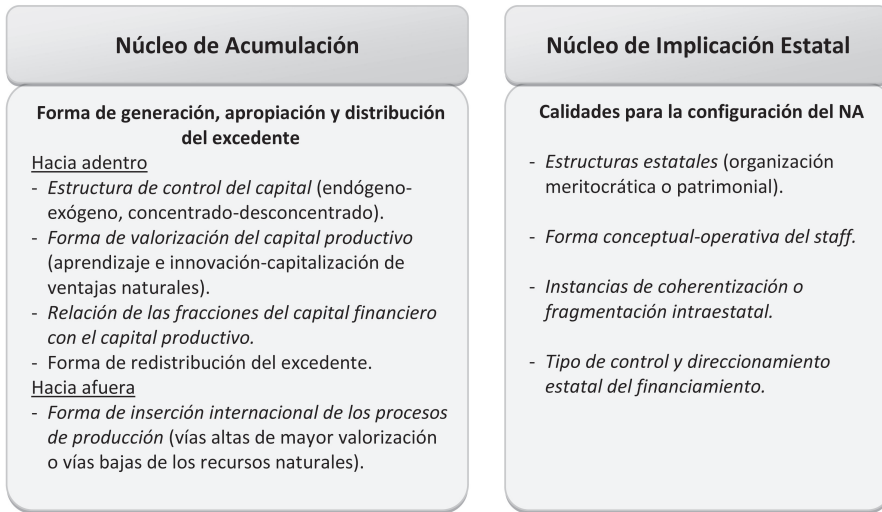 Núcleo de Acumulación
Forma de generación, apropiación y distribución
del excedente
Hacia adentro
- Estructura de control del capital (endógeno-
exógeno, concentrado-desconcentrado).
- Forma de valorización del capital productivo
(aprendizaje e innovación-capitalización de
ventajas naturales).
- Relación de las fracciones del capital financiero
con el capital productivo.
- Forma de redistribución del excedente.
Hacia afuera
- Forma de inserción internacional de los procesos
de producción (vías altas de mayor valorización
o vías bajas de los recursos naturales).
Núcleo de Implicación Estatal
Calidades para la configuración del NA
- Estructuras estatales (organización
meritocrática o patrimonial).
- Forma conceptual-operativa del staff.
- Instancias de coherentización o
fragmentación intraestatal.
- Tipo de control y direccionamiento
estatal del financiamiento.